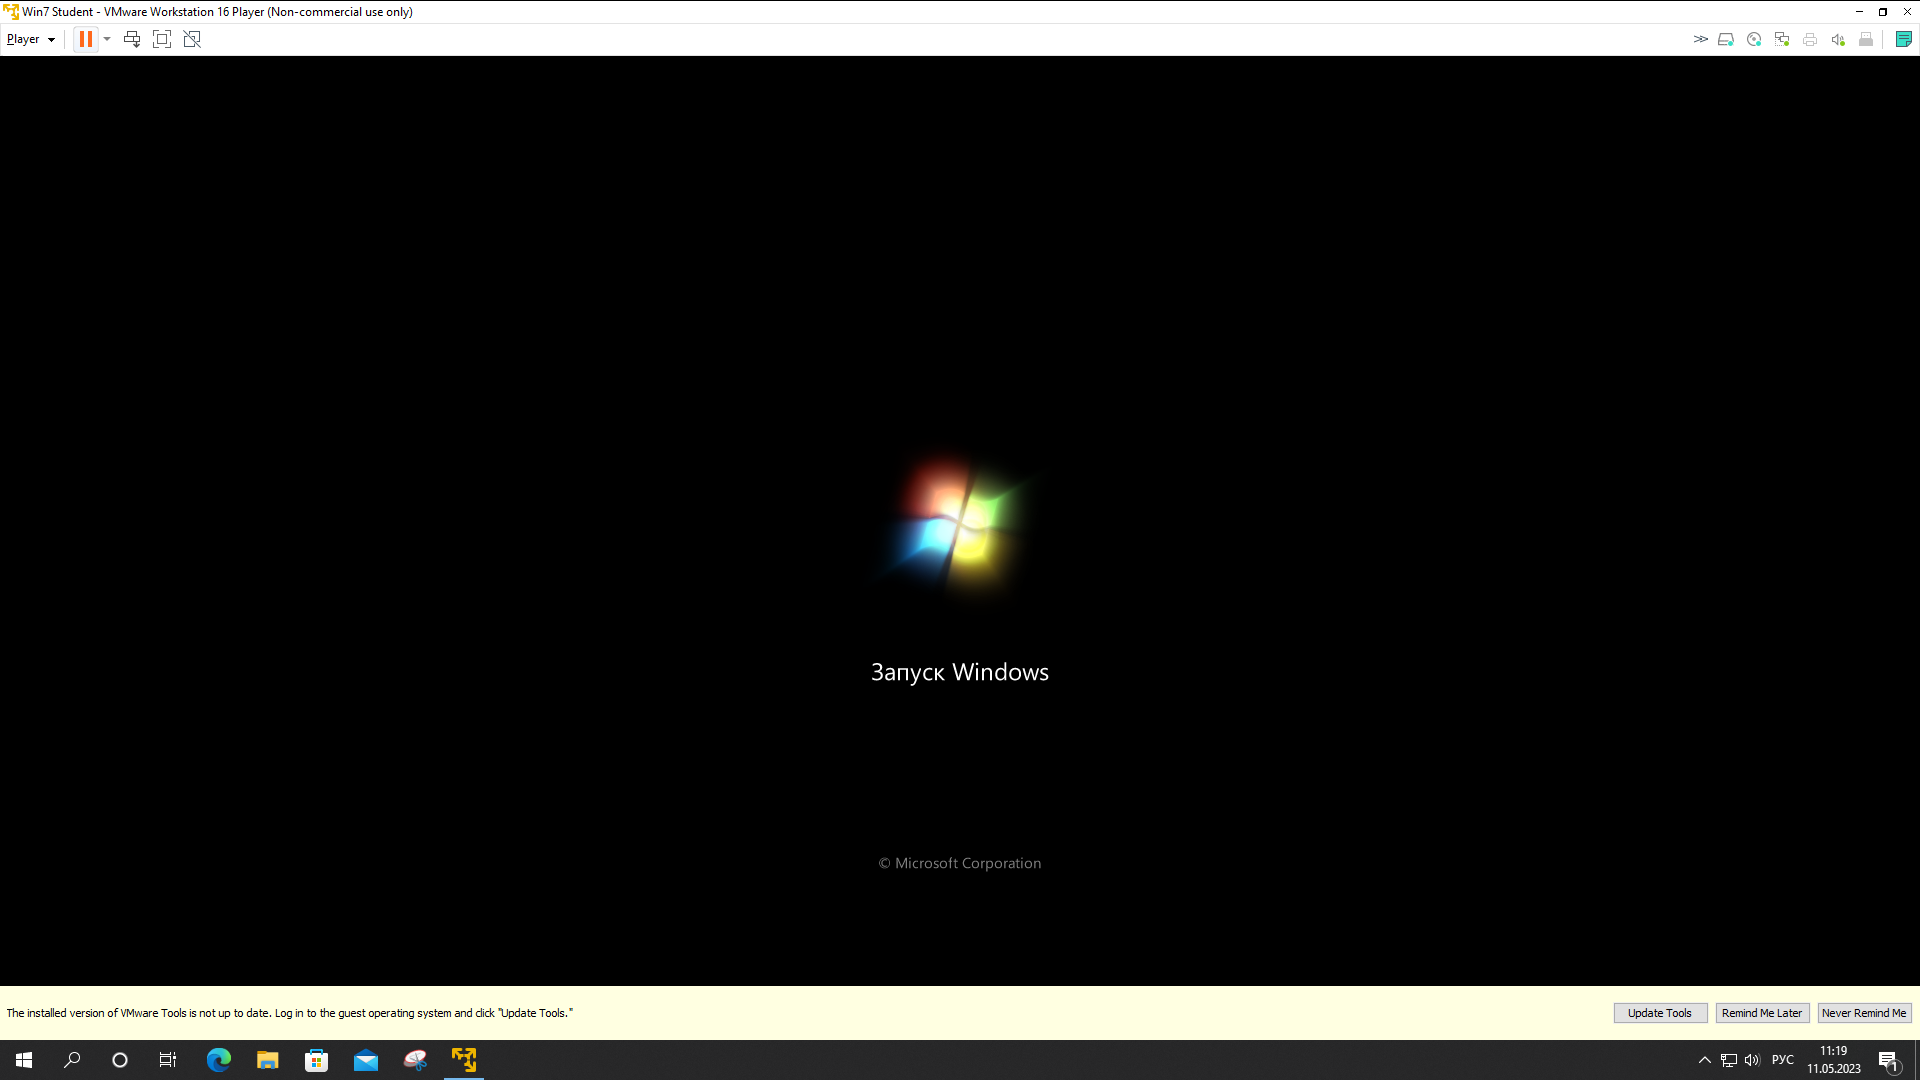 Win7 Student - VMware Workstation 16 Player (Non-commercial use only)
Player
Запуск Windows
© Microsoft Corporation
The installed version of VMware Tools is not up to date. Log in to the guest operating system and click "Update Tools."
Update Tools
Remind Me Later
Never Remind Me
РУС
11:19
11.05.2023
1